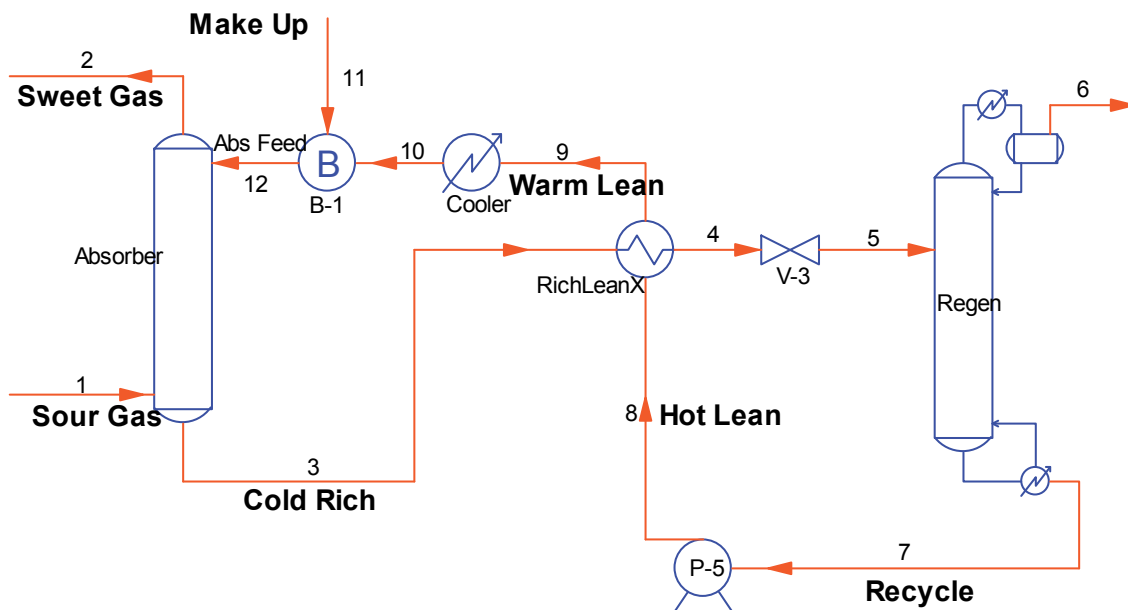 Make Up
2
Sweet Gas
11
6
Abs Feed
B
10
9
12
B-1
Cooler
Warm Lean
Absorber
4
5
RichLeanX
V-3
Regen
1
Sour Gas
8
Hot Lean
3
Cold Rich
P-5
7
Recycle